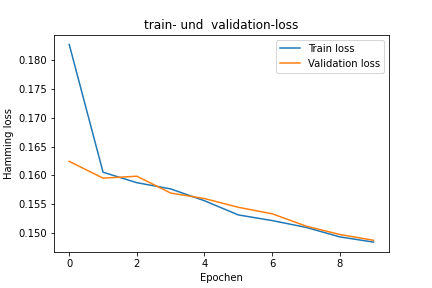 train- und  validation-loss
Train loss
Validation loss
Hamming loss
0.180
0.175
0.170
0.165
0.160
0.155
0.150
0 2 4 6 8
Epochen